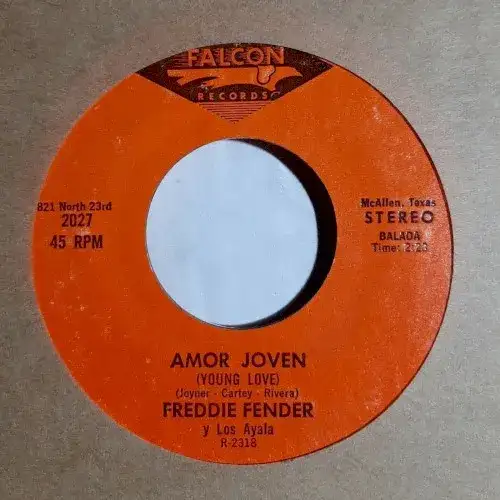 FALCON
RECORDS
821 North 23rd
2027
45 RPM
McAllen, Texas
STEREO
BALADA
Time: 2:23
AMOR JOVEN
(YOUNG LOVE)
(Joyner - Cartey - Rivera)
FREDDIE FENDER
y Los Ayala
R-2318